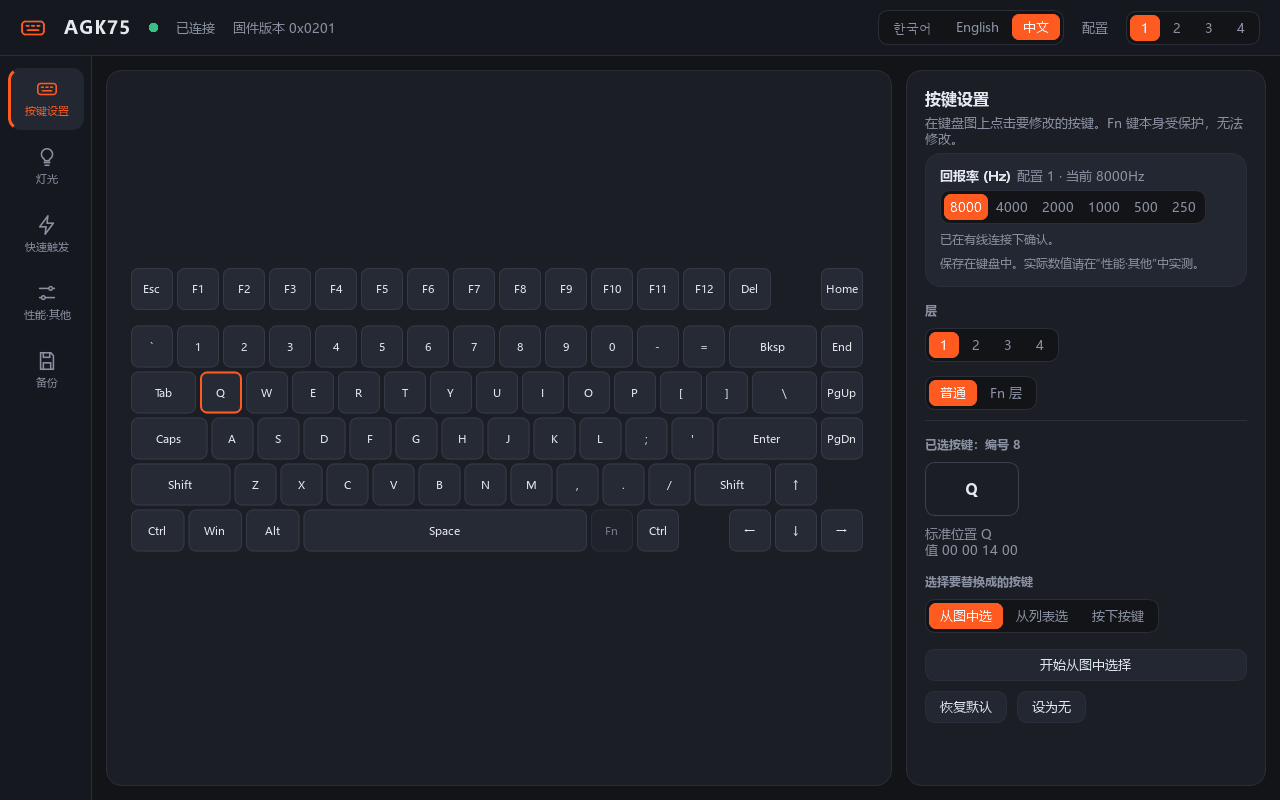 AGK75 已连接 固件版本 0x0201 한국어 English 中文 配置 1 2 3 4
按键设置
灯光
快速触发
性能·其他
备份
Esc F1 F2 F3 F4 F5 F6 F7 F8 F9 F10 F11 F12 Del Home
` 1 2 3 4 5 6 7 8 9 0 - = Bksp End
Tab Q W E R T Y U I O P [ ] \ PgUp
Caps A S D F G H J K L ; ' Enter PgDn
Shift Z X C V B N M , . / Shift ↑
Ctrl Win Alt Space Fn Ctrl ← ↓ →
按键设置
在键盘图上点击要修改的按键。Fn 键本身受保护，无法
修改。
回报率 (Hz) 配置 1 · 当前 8000Hz
8000 4000 2000 1000 500 250
已在有线连接下确认。
保存在键盘中。实际数值请在"性能·其他"中实测。
层
1 2 3 4
普通 Fn 层
已选按键：编号 8
Q
标准位置 Q
值 00 00 14 00
选择要替换成的按键
从图中选 从列表选 按下按键
开始从图中选择
恢复默认 设为无